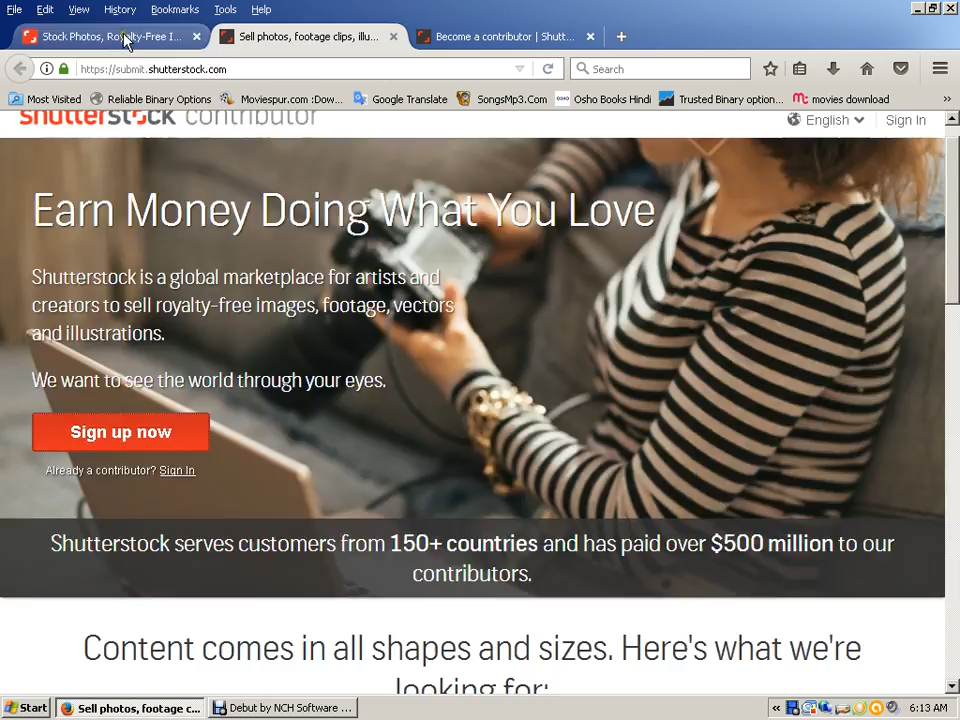 File Edit View History Bookmarks Tools Help
Stock Photos, Royalty-Free I... Sell photos, footage clips, illu... Become a contributor | Shutt...
https://submit.shutterstock.com Search
Most Visited Reliable Binary Options Moviespur.com :Dow... Google Translate SongsMp3.Com Osho Books Hindi Trusted Binary option... movies download
shutterstock contributor English Sign In
Earn Money Doing What You Love
Shutterstock is a global marketplace for artists and
creators to sell royalty-free images, footage, vectors
and illustrations.
We want to see the world through your eyes.
Sign up now
Already a contributor? Sign In
Shutterstock serves customers from 150+ countries and has paid over $500 million to our
contributors.
Content comes in all shapes and sizes. Here's what we're
looking for:
Start Sell photos, footage c... Debut by NCH Software ... 6:13 AM